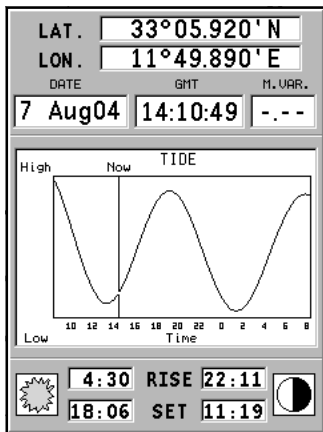 LAT. 33°05.920'N
LON. 11°49.890'E
DATE GMT M.VAR.
7 Aug04 14:10:49 -.--
TIDE
High Now
10 12 14 16 18 20 22 0 2 4 6 8
Low Time
4:30 RISE 22:11
18:06 SET 11:19